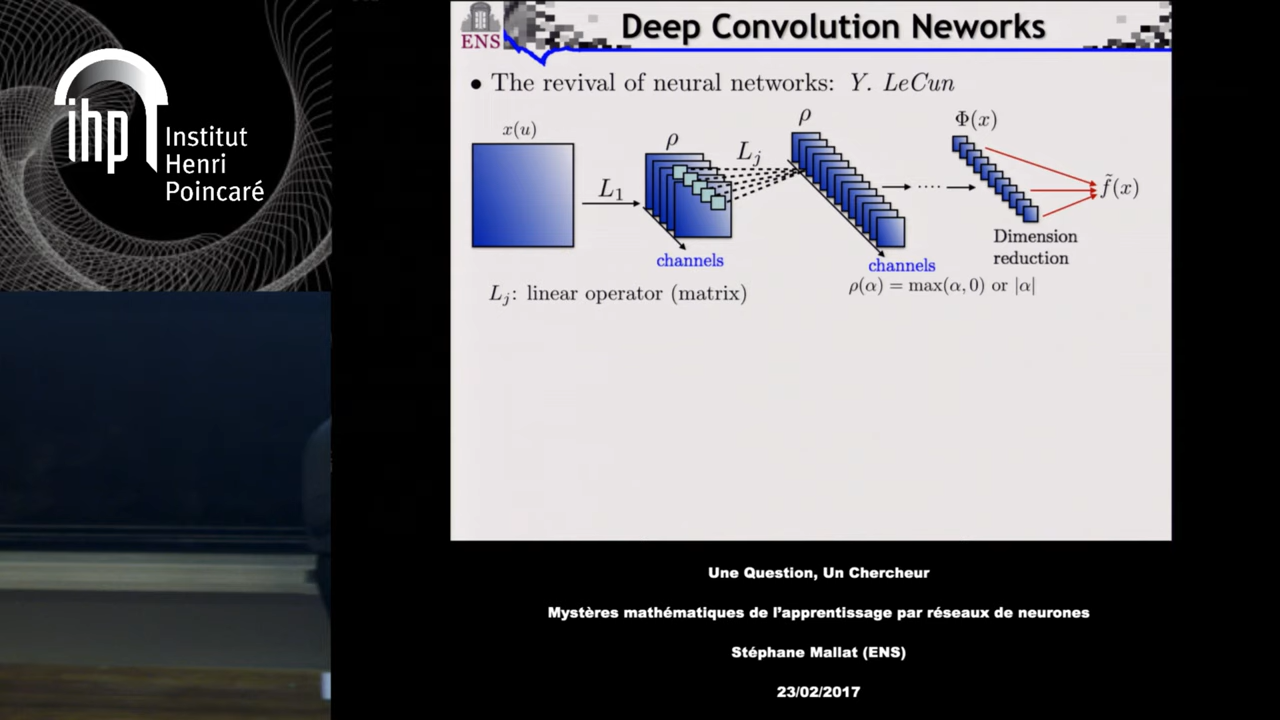 ihp
Institut
Henri
Poincaré
ENS
Deep Convolution Neworks
• The revival of neural networks: Y. LeCun
x(u)
L₁
ρ
channels
L_j
ρ
channels
Φ(x)
f̃(x)
Dimension
reduction
L_j: linear operator (matrix)
ρ(α) = max(α, 0) or |α|
Une Question, Un Chercheur
Mystères mathématiques de l'apprentissage par réseaux de neurones
Stéphane Mallat (ENS)
23/02/2017